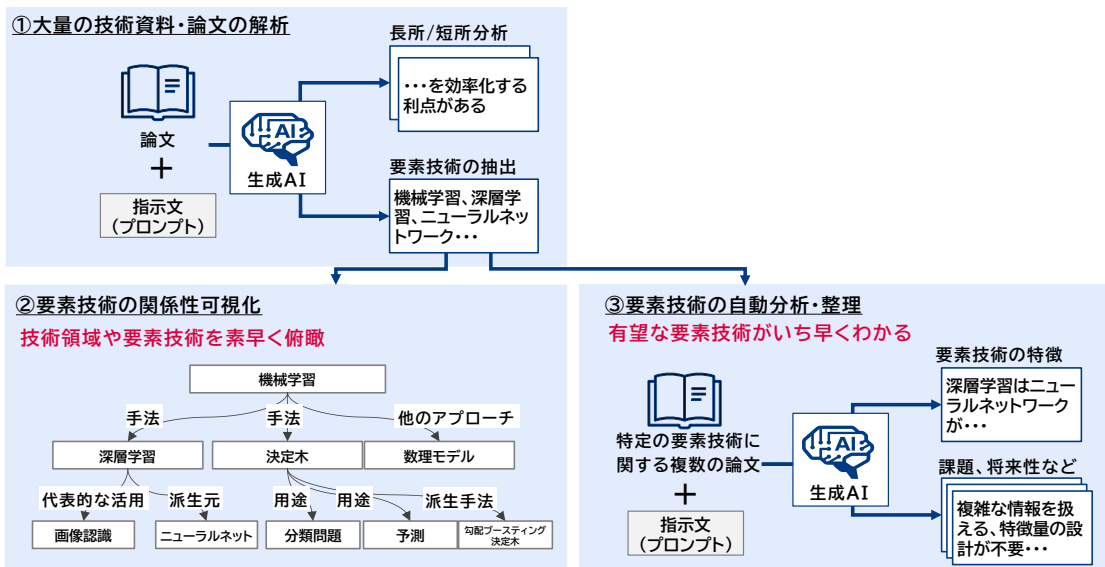 ①大量の技術資料・論文の解析
論文
＋
指示文
（プロンプト）
AI
生成AI
長所/短所分析
・・・を効率化する
利点がある
要素技術の抽出
機械学習、深層学
習、ニューラルネッ
トワーク・・・
②要素技術の関係性可視化
技術領域や要素技術を素早く俯瞰
機械学習
手法
手法
他のアプローチ
深層学習
決定木
数理モデル
代表的な活用
派生元
用途
用途
派生手法
画像認識
ニューラルネット
分類問題
予測
勾配ブースティング
決定木
③要素技術の自動分析・整理
有望な要素技術がいち早くわかる
特定の要素技術に
関する複数の論文
＋
指示文
（プロンプト）
AI
生成AI
要素技術の特徴
深層学習はニュー
ラルネットワーク
が・・・
課題、将来性など
複雑な情報を扱
える、特徴量の設
計が不要・・・